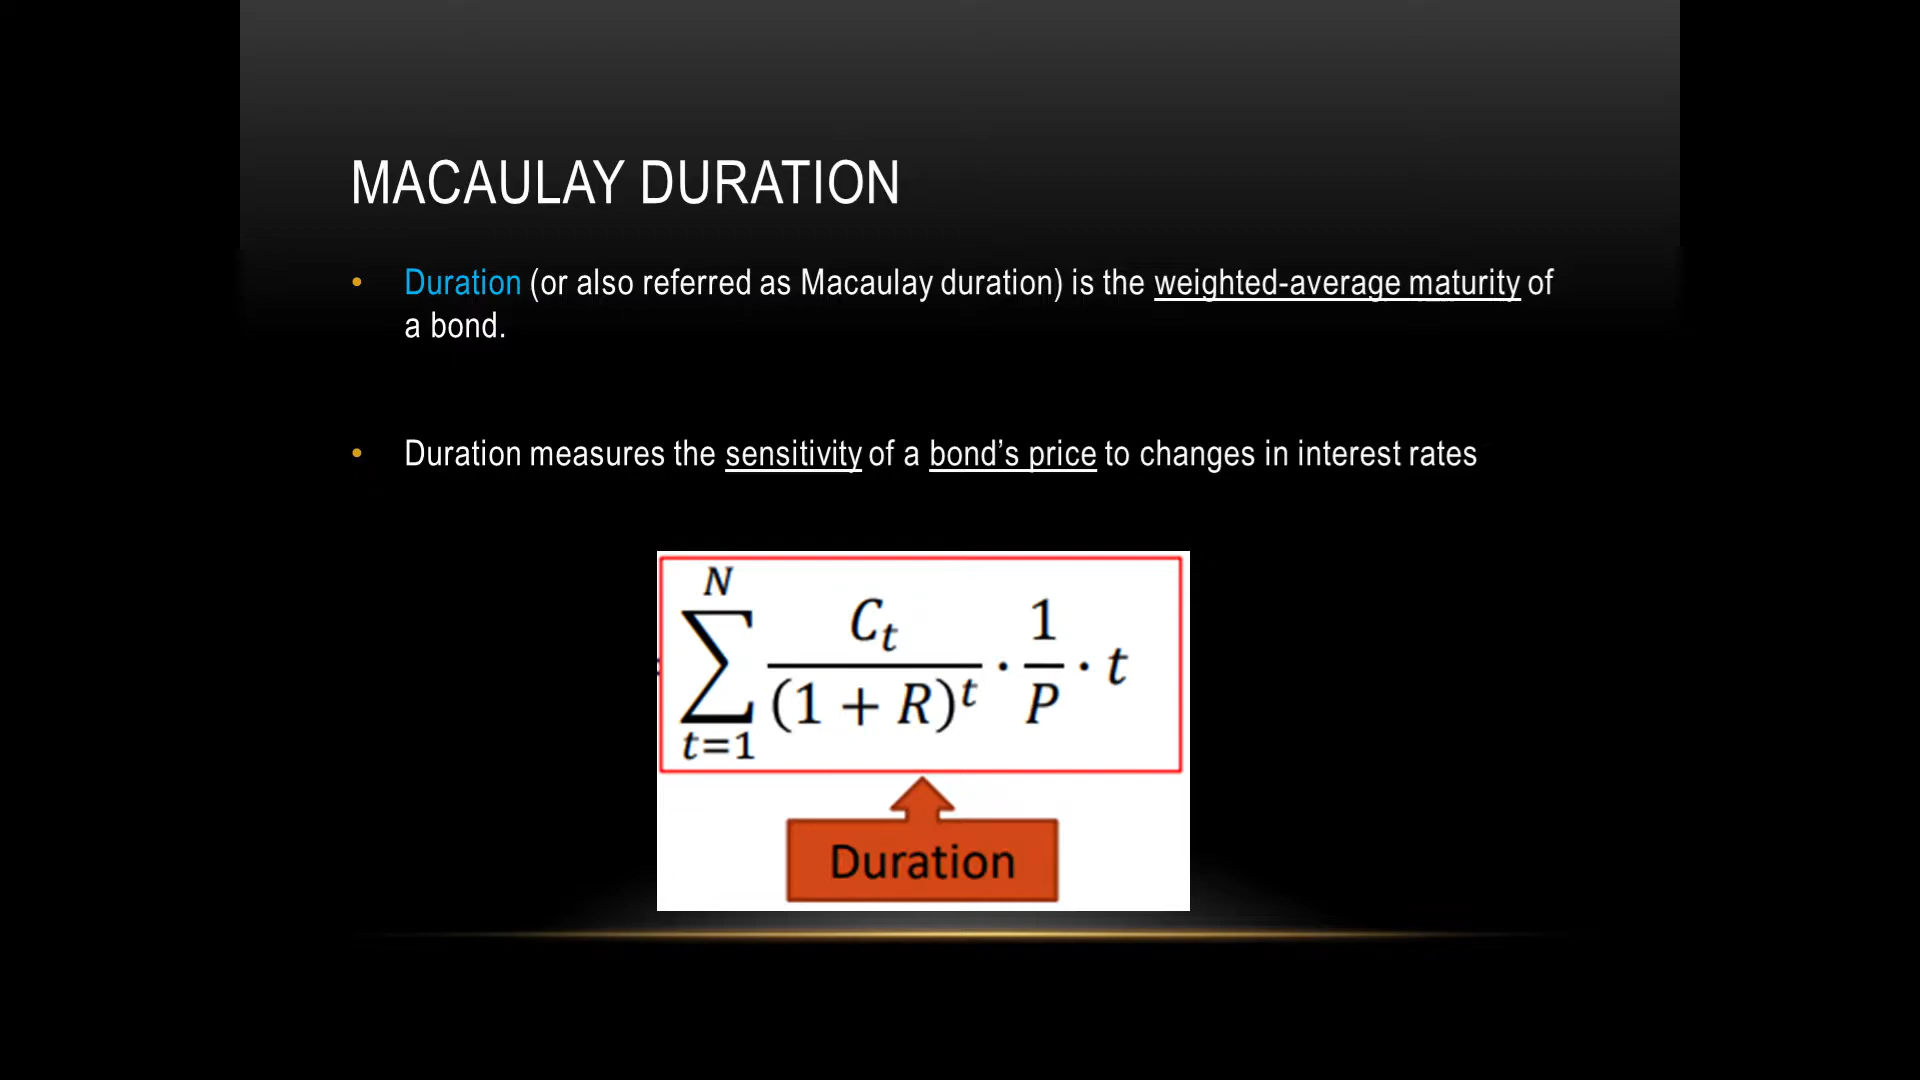 MACAULAY DURATION
• Duration (or also referred as Macaulay duration) is the weighted-average maturity of
a bond.
• Duration measures the sensitivity of a bond’s price to changes in interest rates
N
∑ C_t / (1 + R)^t · 1 / P · t
t=1
Duration